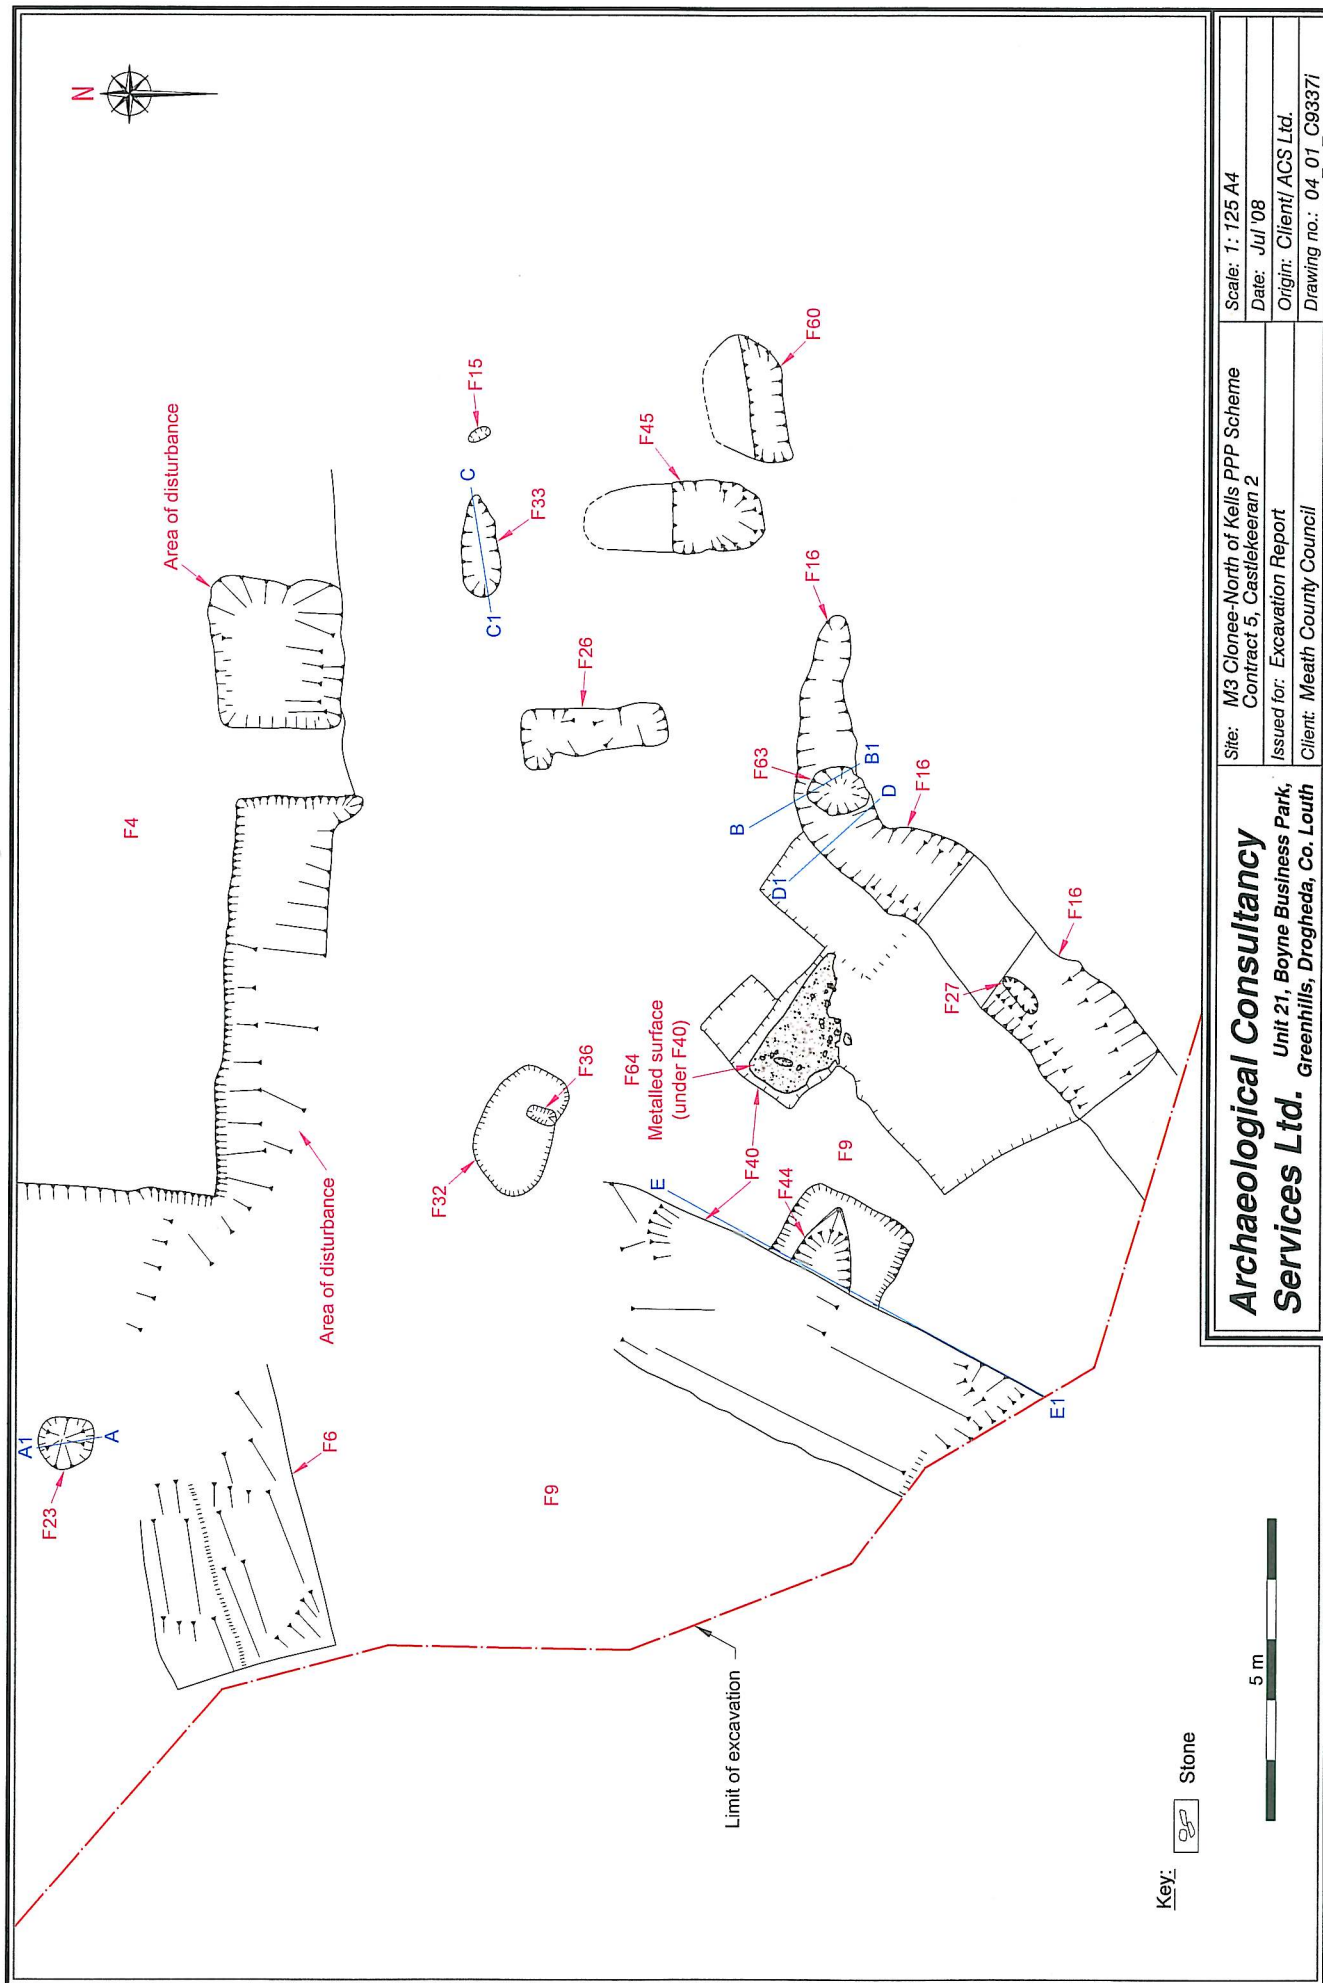 N
Area of disturbance
F4
F15
C
F33
C1
F60
F45
F26
F16
F63
B1
B
D
D1
F16
F16
F27
F36
F32
F64
Metalled surface
(under F40)
F40
F9
F44
E
E1
Area of disturbance
A1
A
F23
F6
F9
Limit of excavation
Key:
Stone
5 m
Archaeological Consultancy
Services Ltd.
Unit 21, Boyne Business Park,
Greenhills, Drogheda, Co. Louth
Site: M3 Clonee-North of Kells PPP Scheme
Contract 5, Castlekeeran 2
Issued for: Excavation Report
Client: Meath County Council
Scale: 1: 125 A4
Date: Jul '08
Origin: Client/ ACS Ltd.
Drawing no.: 04_01_C9337i